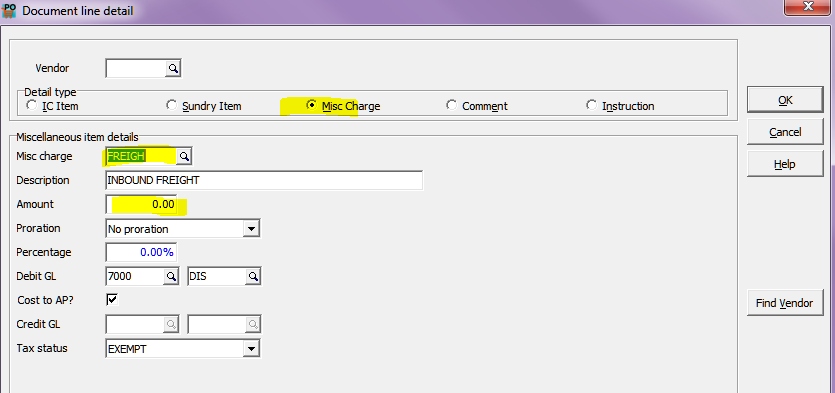 PO
Document line detail
x
Vendor
Detail type
IC Item
Sundry Item
Misc Charge
Comment
Instruction
OK
Cancel
Help
Miscellaneous item details
Misc charge FREIGH
Description INBOUND FREIGHT
Amount 0.00
Proration No proration
Percentage 0.00%
Debit GL 7000 DIS
Cost to AP?
Find Vendor
Credit GL
Tax status EXEMPT